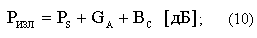 Pизл = PS + GA + BC [дБ]; (10)